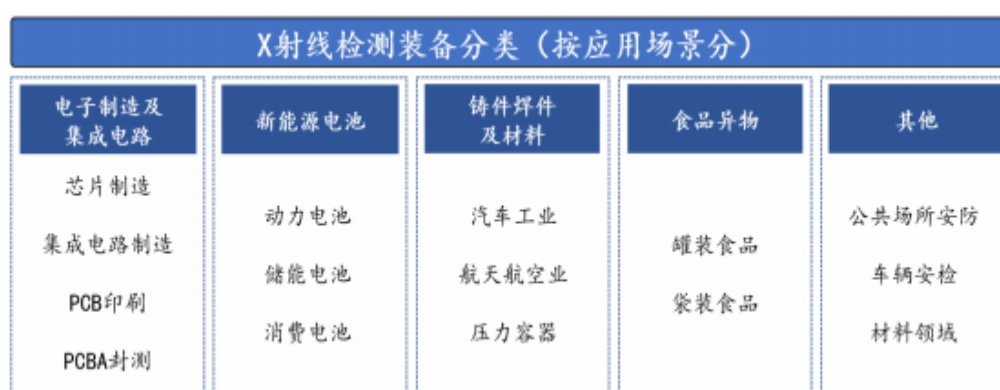 X射线检测装备分类（按应用场景分）
电子制造及
集成电路
芯片制造
集成电路制造
PCB印刷
PCBA封测
新能源电池
动力电池
储能电池
消费电池
铸件焊件
及材料
汽车工业
航天航空业
压力容器
食品异物
罐装食品
袋装食品
其他
公共场所安防
车辆安检
材料领域